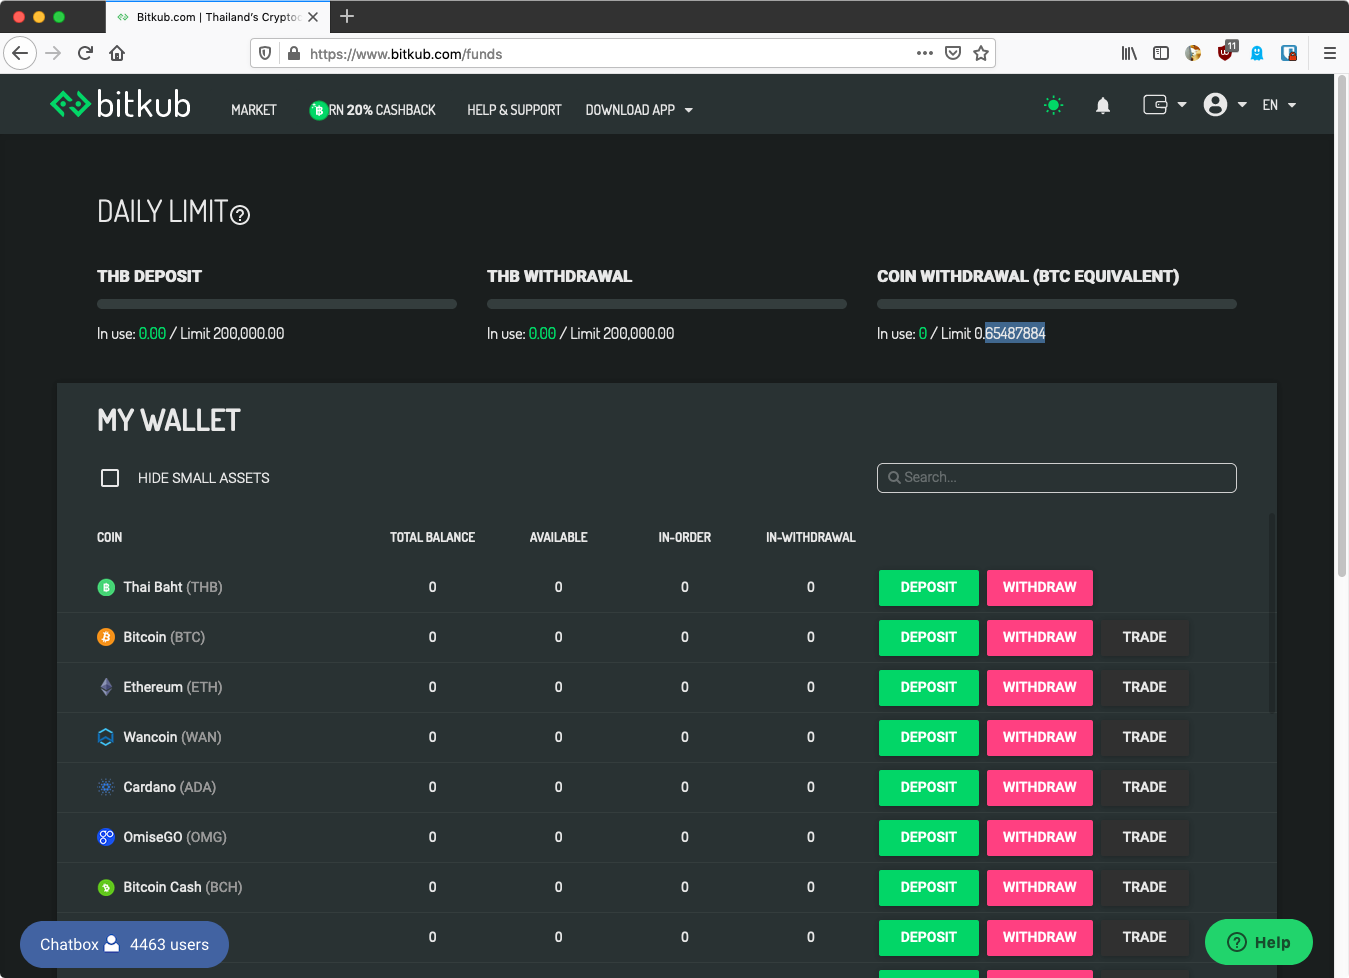 Bitkub.com | Thailand's Cryptoc
https://www.bitkub.com/funds
11
bitkub
MARKET
RN 20% CASHBACK
HELP & SUPPORT
DOWNLOAD APP
EN
DAILY LIMIT
THB DEPOSIT
In use: 0.00 / Limit 200,000.00
THB WITHDRAWAL
In use: 0.00 / Limit 200,000.00
COIN WITHDRAWAL (BTC EQUIVALENT)
In use: 0 / Limit 0.65487884
MY WALLET
HIDE SMALL ASSETS
Search...
COIN TOTAL BALANCE AVAILABLE IN-ORDER IN-WITHDRAWAL
Thai Baht (THB) 0 0 0 0 DEPOSIT WITHDRAW
Bitcoin (BTC) 0 0 0 0 DEPOSIT WITHDRAW TRADE
Ethereum (ETH) 0 0 0 0 DEPOSIT WITHDRAW TRADE
Wancoin (WAN) 0 0 0 0 DEPOSIT WITHDRAW TRADE
Cardano (ADA) 0 0 0 0 DEPOSIT WITHDRAW TRADE
OmiseGO (OMG) 0 0 0 0 DEPOSIT WITHDRAW TRADE
Bitcoin Cash (BCH) 0 0 0 0 DEPOSIT WITHDRAW TRADE
0 0 0 0 DEPOSIT WITHDRAW TRADE
Chatbox 4463 users
Help